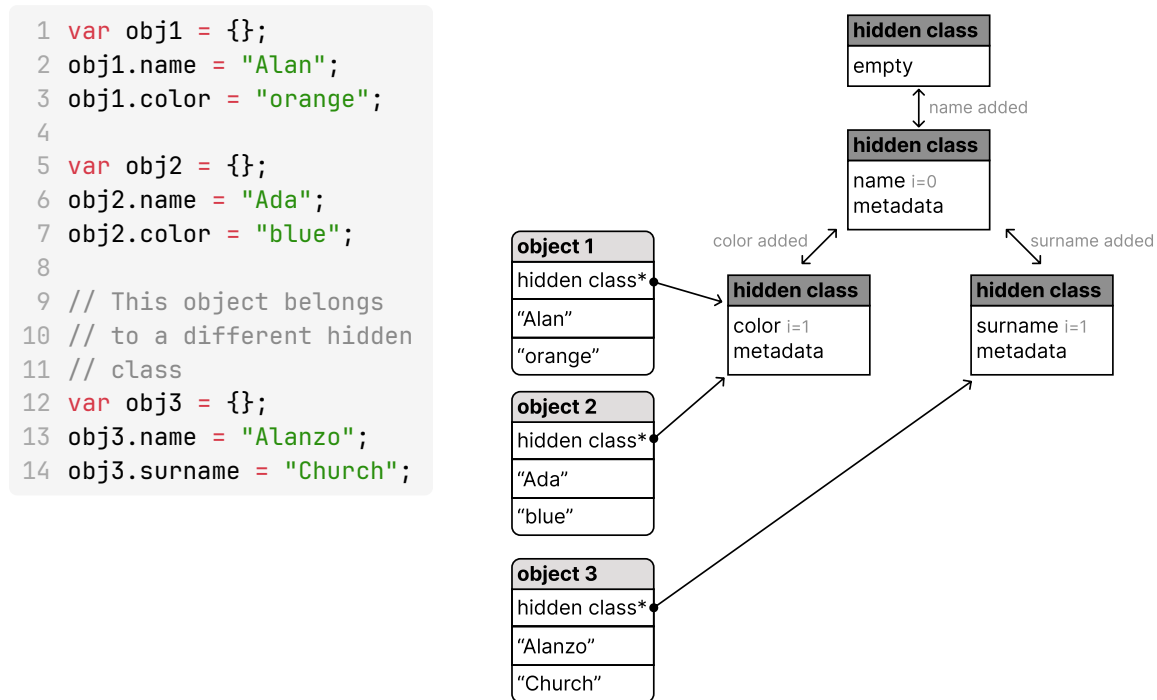 1 var obj1 = {};
2 obj1.name = "Alan";
3 obj1.color = "orange";
4
5 var obj2 = {};
6 obj2.name = "Ada";
7 obj2.color = "blue";
8
9 // This object belongs
10 // to a different hidden
11 // class
12 var obj3 = {};
13 obj3.name = "Alanzo";
14 obj3.surname = "Church";
hidden class
empty
name added
hidden class
name i=0
metadata
color added
surname added
object 1
hidden class*
“Alan”
“orange”
hidden class
color i=1
metadata
hidden class
surname i=1
metadata
object 2
hidden class*
“Ada”
“blue”
object 3
hidden class*
“Alanzo”
“Church”